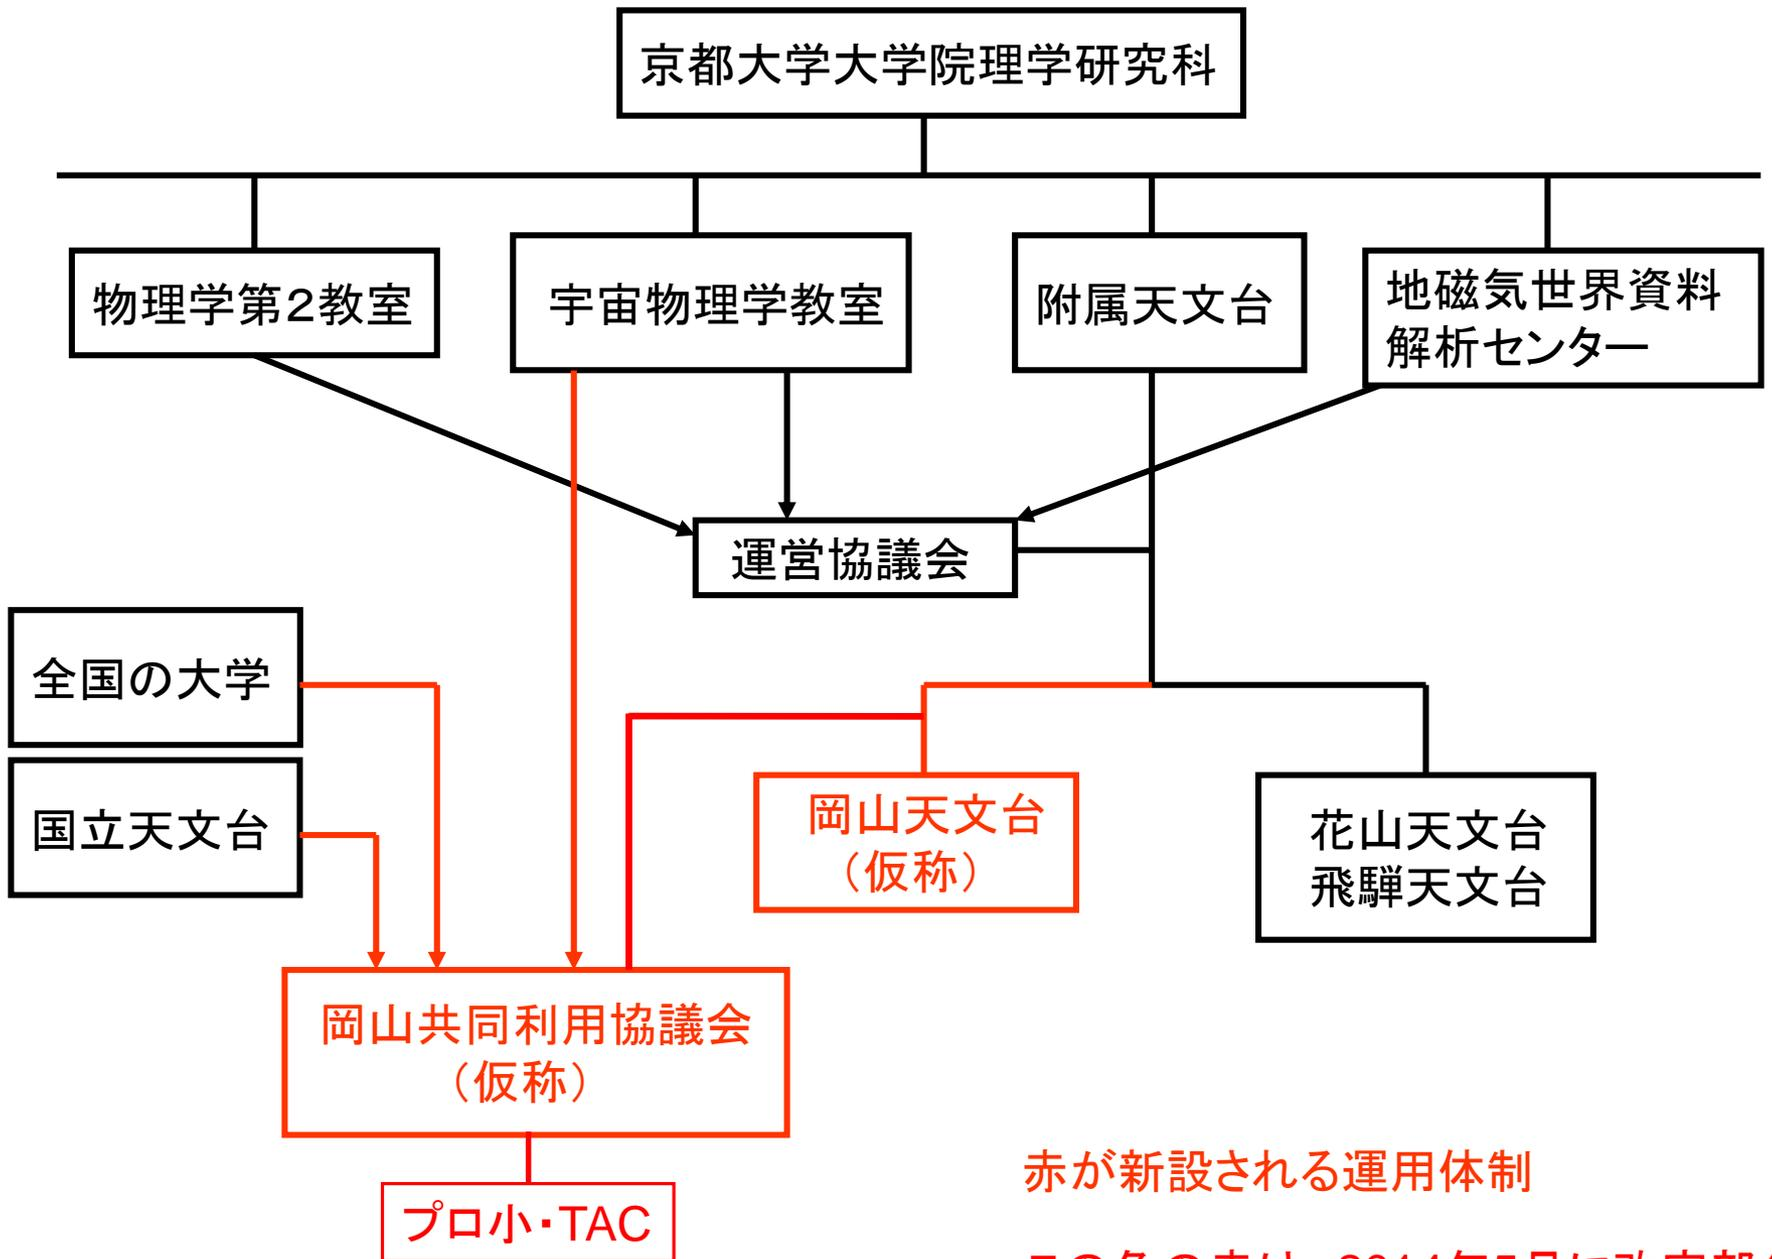 京都大学大学院理学研究科
物理学第2教室
宇宙物理学教室
附属天文台
地磁気世界資料
解析センター
運営協議会
全国の大学
国立天文台
岡山天文台
（仮称）
花山天文台
飛騨天文台
岡山共同利用協議会
（仮称）
プロ小・TAC
赤が新設される運用体制